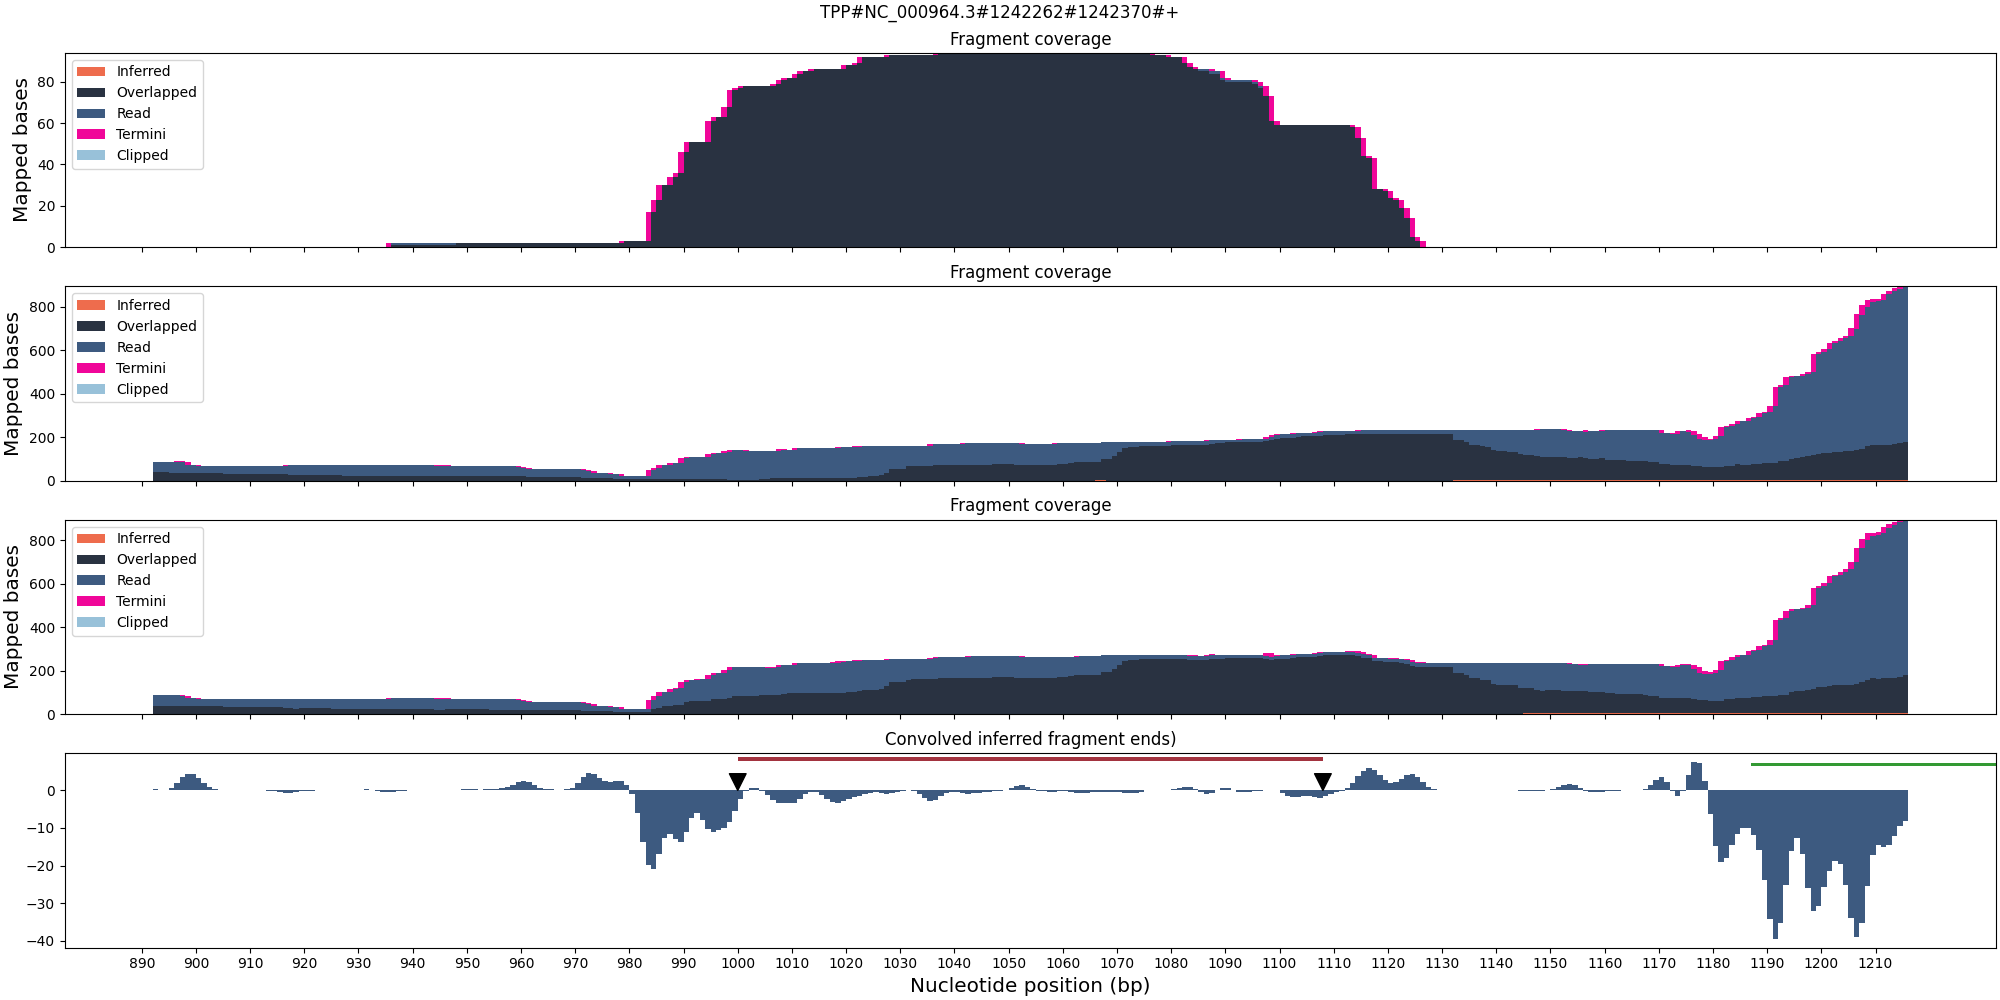 TPP#NC_000964.3#1242262#1242370#+
Fragment coverage
Mapped bases
80
60
40
20
0
Inferred
Overlapped
Read
Termini
Clipped
Fragment coverage
Mapped bases
800
600
400
200
0
Inferred
Overlapped
Read
Termini
Clipped
Fragment coverage
Mapped bases
800
600
400
200
0
Inferred
Overlapped
Read
Termini
Clipped
Convolved inferred fragment ends)
0
−10
−20
−30
−40
890 900 910 920 930 940 950 960 970 980 990 1000 1010 1020 1030 1040 1050 1060 1070 1080 1090 1100 1110 1120 1130 1140 1150 1160 1170 1180 1190 1200 1210
Nucleotide position (bp)